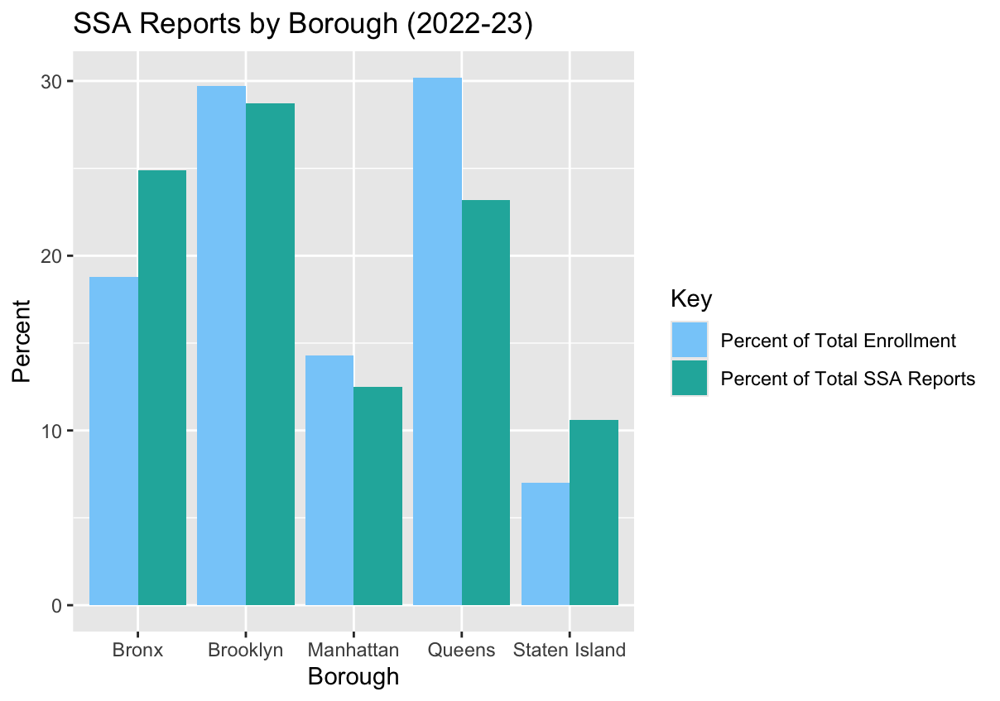 SSA Reports by Borough (2022-23)
30
20
10
0
Percent
Bronx Brooklyn Manhattan Queens Staten Island
Borough
Key
Percent of Total Enrollment
Percent of Total SSA Reports